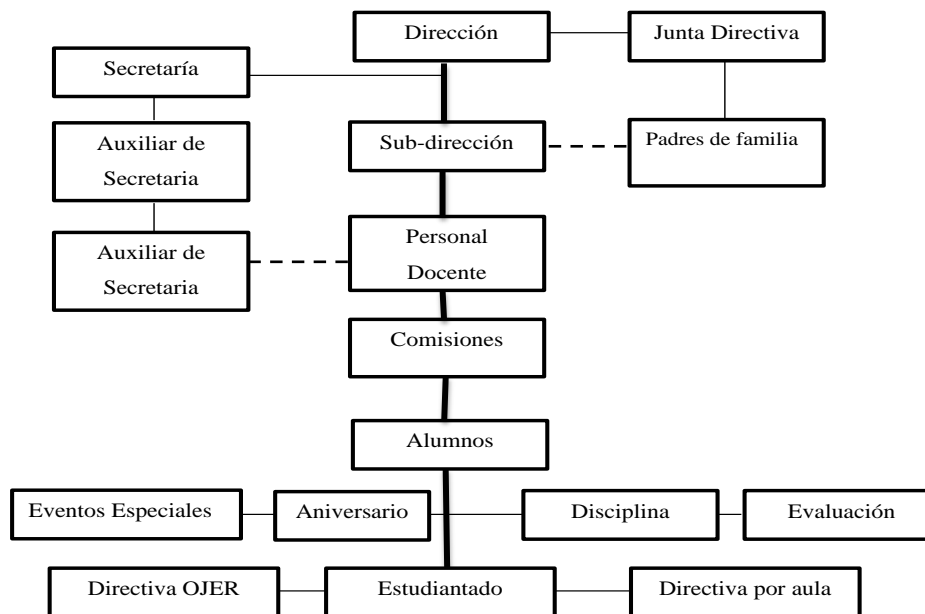 Dirección
Junta Directiva
Secretaría
Auxiliar de
Secretaria
Sub-dirección
Padres de familia
Auxiliar de
Secretaria
Personal
Docente
Comisiones
Alumnos
Eventos Especiales
Aniversario
Disciplina
Evaluación
Directiva OJER
Estudiantado
Directiva por aula